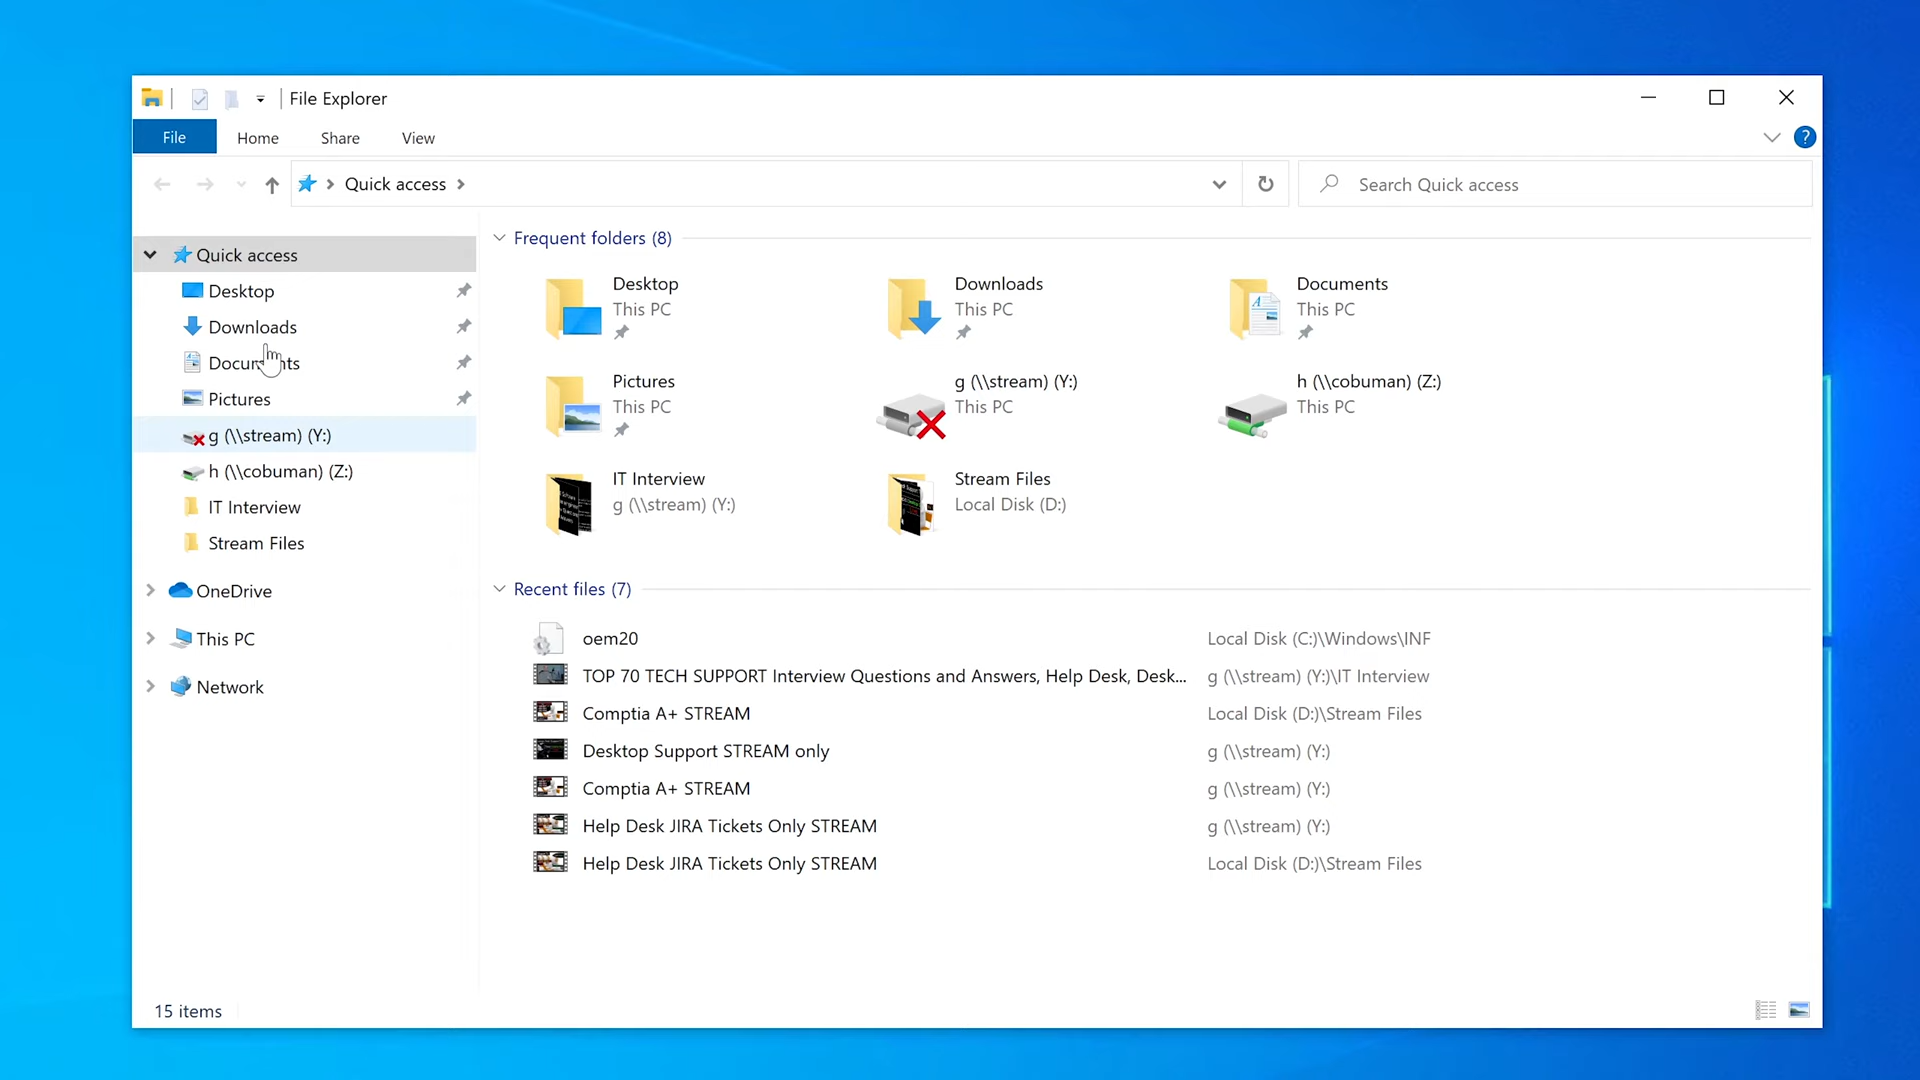 File Explorer
File Home Share View
?
Quick access
Search Quick access
Quick access
Desktop
Downloads
Documents
Pictures
g (\\stream) (Y:)
h (\\cobuman) (Z:)
IT Interview
Stream Files
OneDrive
This PC
Network
Frequent folders (8)
Desktop
This PC
Downloads
This PC
Documents
This PC
Pictures
This PC
g (\\stream) (Y:)
This PC
h (\\cobuman) (Z:)
This PC
IT Interview
g (\\stream) (Y:)
Stream Files
Local Disk (D:)
Recent files (7)
oem20 Local Disk (C:)\Windows\INF
TOP 70 TECH SUPPORT Interview Questions and Answers, Help Desk, Desk... g (\\stream) (Y:)\IT Interview
Comptia A+ STREAM Local Disk (D:)\Stream Files
Desktop Support STREAM only g (\\stream) (Y:)
Comptia A+ STREAM g (\\stream) (Y:)
Help Desk JIRA Tickets Only STREAM g (\\stream) (Y:)
Help Desk JIRA Tickets Only STREAM Local Disk (D:)\Stream Files
15 items